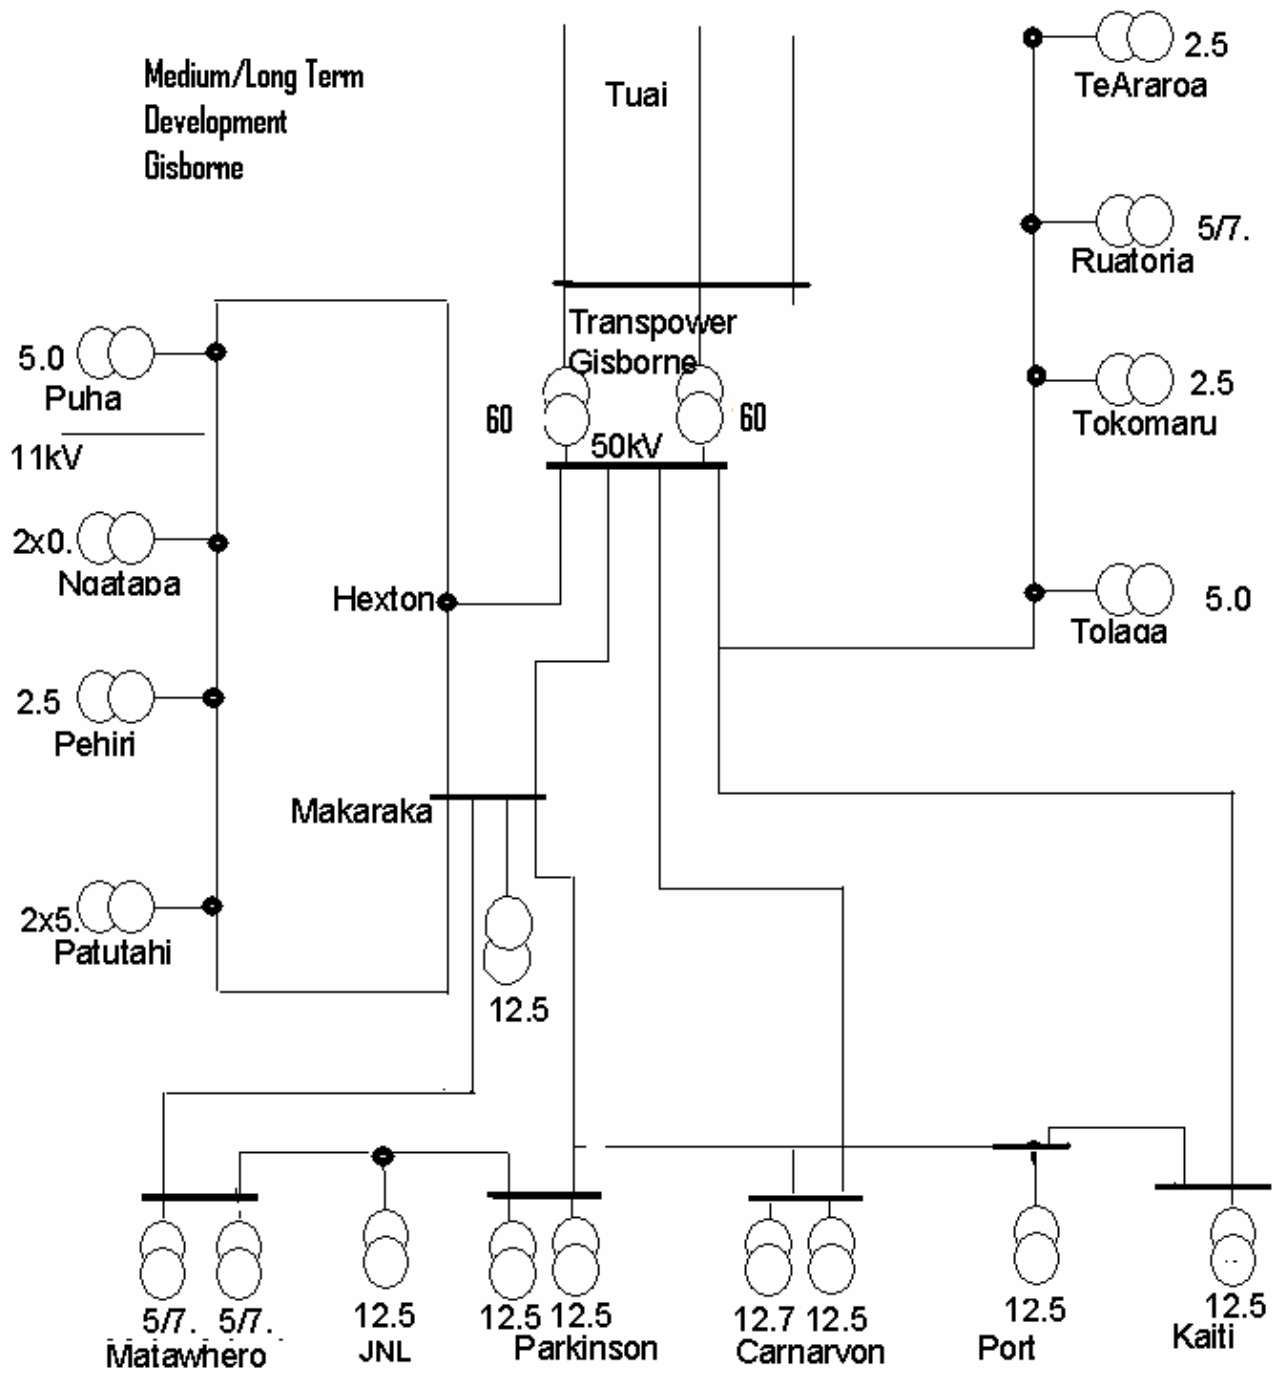 Medium/Long Term
Development
Gisborne
Tuai
2.5
TeAraroa
5/7.
Ruatoria
Transpower
Gisborne
5.0
Puha
2.5
Tokomaru
60
60
50kV
11kV
2x0.
Ngatapa
Hexton
5.0
Tolaga
2.5
Pehiri
Makaraka
2x5.
Patutahi
12.5
5/7. 5/7.
Matawhero
12.5
JNL
12.5 12.5
Parkinson
12.7 12.5
Carnarvon
12.5
Port
12.5
Kaiti